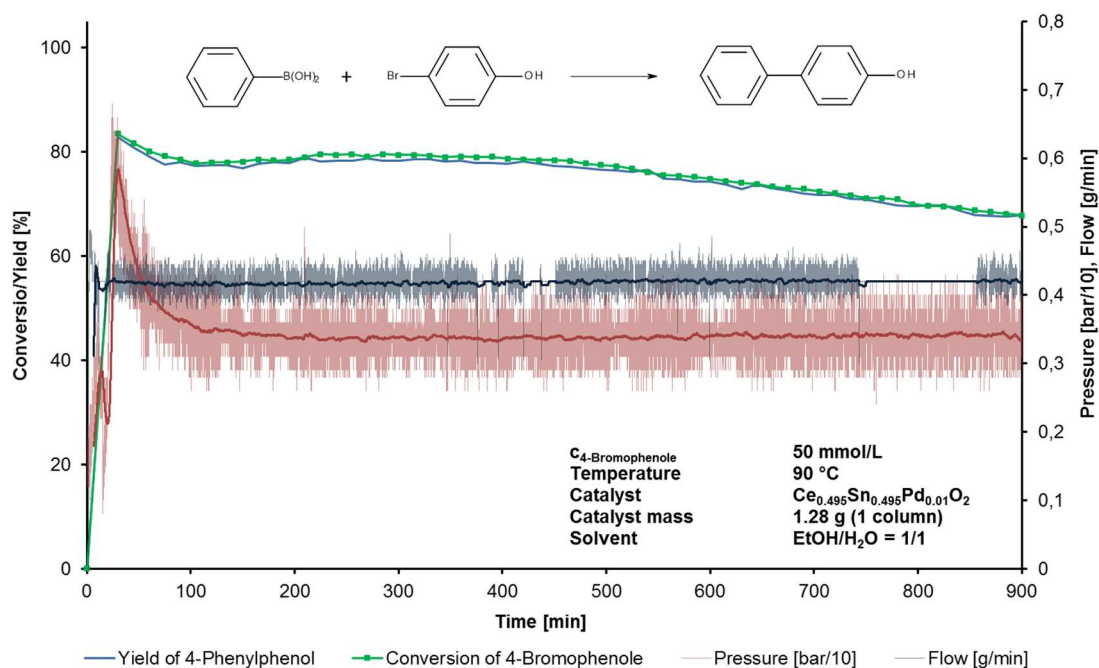 100
80
60
40
20
0
Conversio/Yield [%]
B(OH)₂
+
Br
OH
OH
0,8
0,7
0,6
0,5
0,4
0,3
0,2
0,1
0
Pressure [bar/10], Flow [g/min]
c4-Bromophenole 50 mmol/L
Temperature 90 °C
Catalyst Ce0.495Sn0.495Pd0.01O2
Catalyst mass 1.28 g (1 column)
Solvent EtOH/H2O = 1/1
0 100 200 300 400 500 600 700 800 900
Time [min]
Yield of 4-Phenylphenol Conversion of 4-Bromophenole Pressure [bar/10] Flow [g/min]